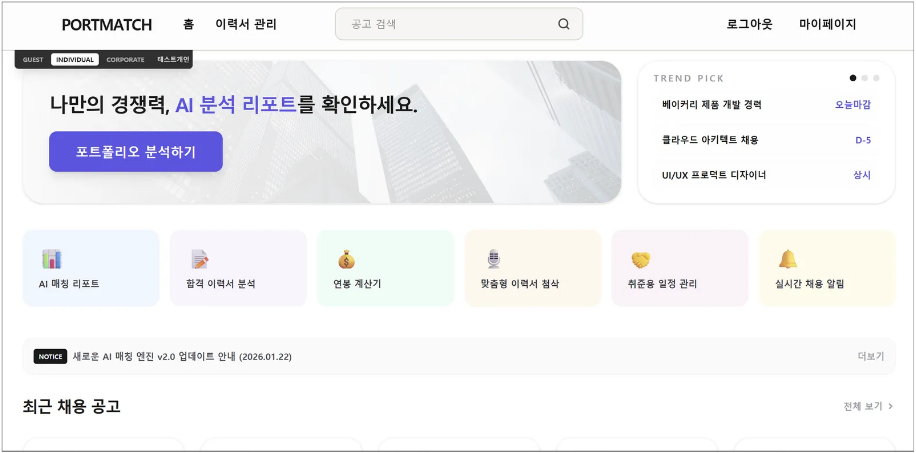 PORTMATCH 홈 이력서 관리 공고 검색 로그아웃 마이페이지
GUEST INDIVIDUAL CORPORATE 테스트개인
나만의 경쟁력, AI 분석 리포트를 확인하세요.
포트폴리오 분석하기
TREND PICK
베이커리 제품 개발 경력 오늘마감
클라우드 아키텍트 채용 D-5
UI/UX 프로덕트 디자이너 상시
AI 매칭 리포트
합격 이력서 분석
연봉 계산기
맞춤형 이력서 첨삭
취준용 일정 관리
실시간 채용 알림
NOTICE 새로운 AI 매칭 엔진 v2.0 업데이트 안내 (2026.01.22) 더보기
최근 채용 공고 전체 보기 >